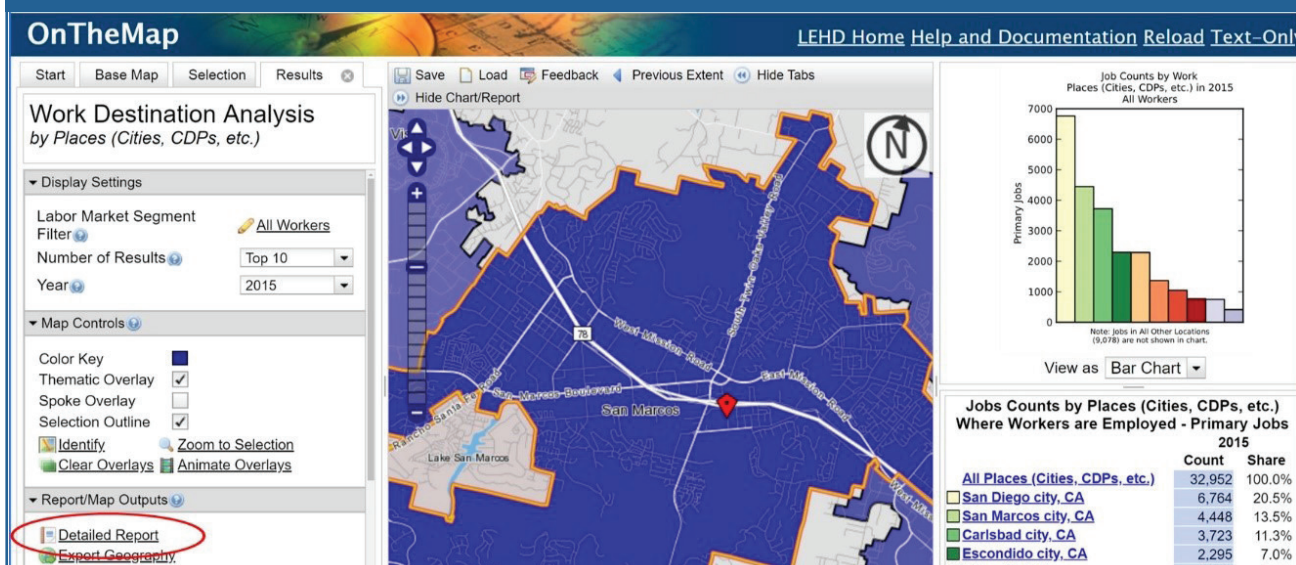 OnTheMap
LEHD Home Help and Documentation Reload Text-Only
Start Base Map Selection Results
Work Destination Analysis
by Places (Cities, CDPs, etc.)
Display Settings
Labor Market Segment
Filter
All Workers
Number of Results Top 10
Year 2015
Map Controls
Color Key
Thematic Overlay
Spoke Overlay
Selection Outline
Identify Zoom to Selection
Clear Overlays Animate Overlays
Report/Map Outputs
Detailed Report
Export Geography
Save Load Feedback Previous Extent Hide Tabs
Hide Chart/Report
N
South-Twin-Oaks-Valley-Road
78
West-Mission-Road
East-Mission-Road
San-Marcos-Boulevard
San Marcos
Rancho-Santa-Fe-Road
Lake San Marcos
Job Counts by Work
Places (Cities, CDPs, etc.) in 2015
All Workers
Primary Jobs
7000
6000
5000
4000
3000
2000
1000
0
Note: Jobs in All Other Locations
(9,078) are not shown in chart.
View as Bar Chart
Jobs Counts by Places (Cities, CDPs, etc.)
Where Workers are Employed - Primary Jobs
2015
Count Share
All Places (Cities, CDPs, etc.) 32,952 100.0%
San Diego city, CA 6,764 20.5%
San Marcos city, CA 4,448 13.5%
Carlsbad city, CA 3,723 11.3%
Escondido city, CA 2,295 7.0%